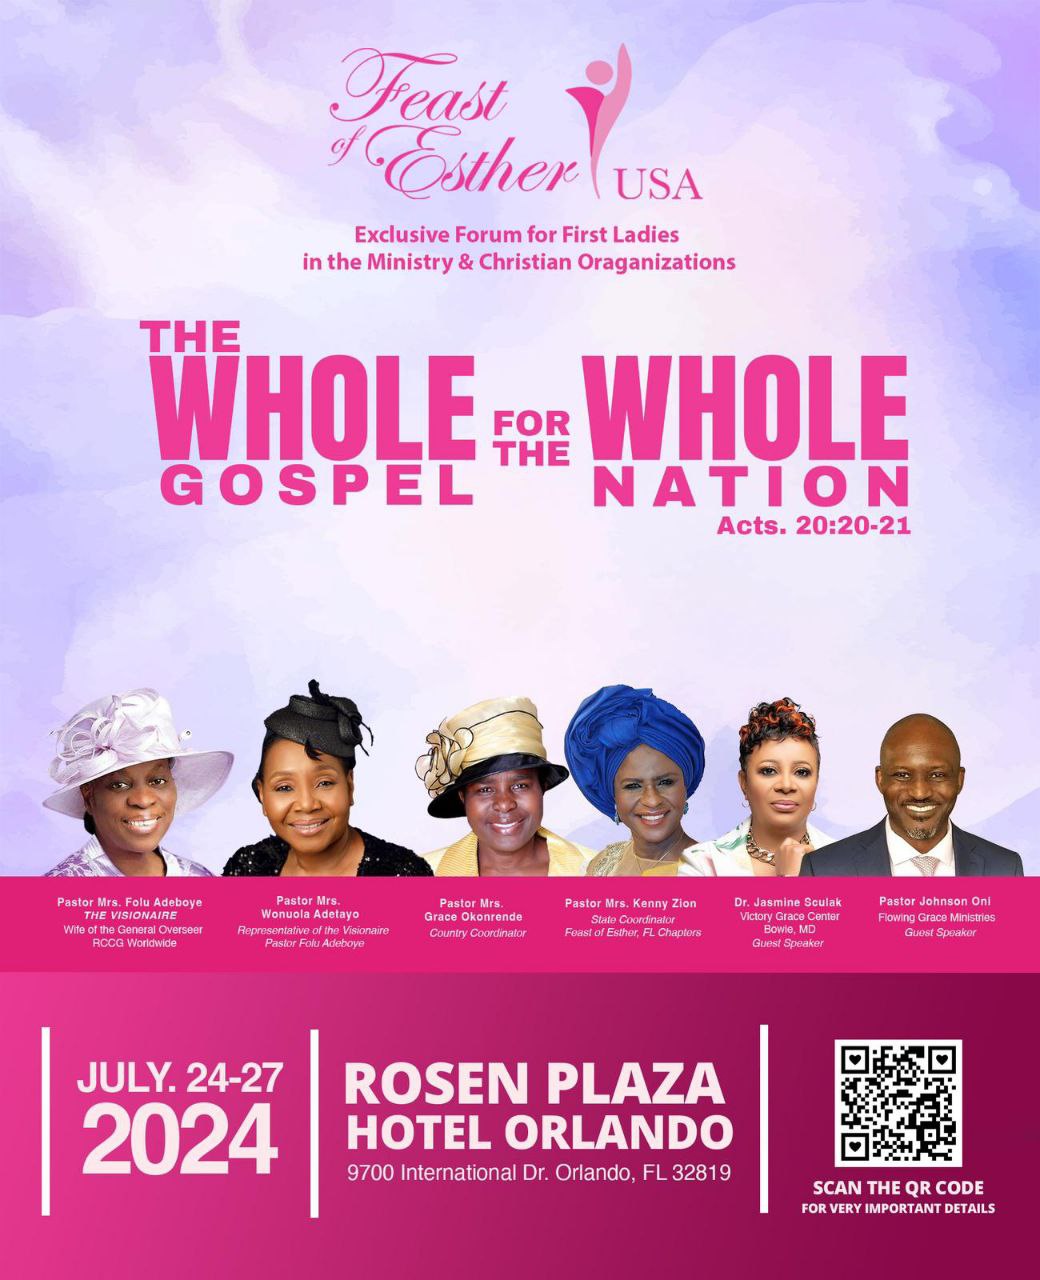 Feast
of Esther USA
Exclusive Forum for First Ladies
in the Ministry & Christian Oraganizations
THE
WHOLE
GOSPEL
FOR
THE
WHOLE
NATION
Acts. 20:20-21
Pastor Mrs. Folu Adeboye
THE VISIONAIRE
Wife of the General Overseer
RCCG Worldwide
Pastor Mrs.
Wonuola Adetayo
Representative of the Visionaire
Pastor Folu Adeboye
Pastor Mrs.
Grace Okonrende
Country Coordinator
Pastor Mrs. Kenny Zion
State Coordinator
Feast of Esther, FL Chapters
Dr. Jasmine Sculak
Victory Grace Center
Bowie, MD
Guest Speaker
Pastor Johnson Oni
Flowing Grace Ministries
Guest Speaker
JULY. 24-27
2024
ROSEN PLAZA
HOTEL ORLANDO
9700 International Dr. Orlando, FL 32819
SCAN THE QR CODE
FOR VERY IMPORTANT DETAILS